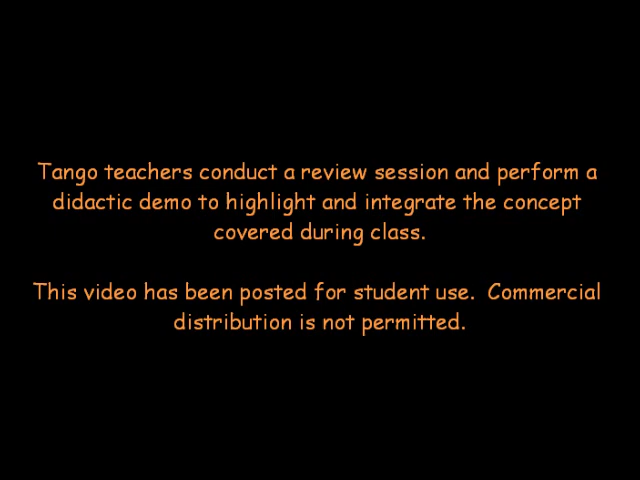 Tango teachers conduct a review session and perform a
didactic demo to highlight and integrate the concept
covered during class.
This video has been posted for student use.  Commercial
distribution is not permitted.